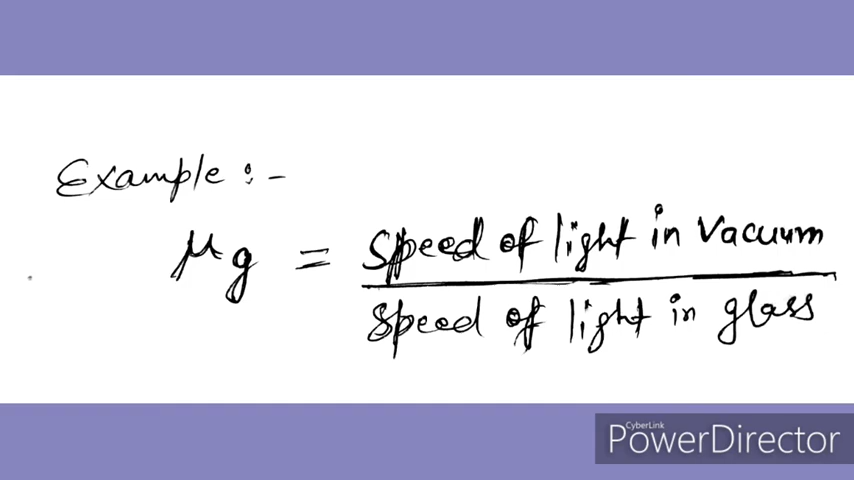 Example :-
μg = Speed of light in Vacuum
Speed of light in glass
CyberLink
PowerDirector